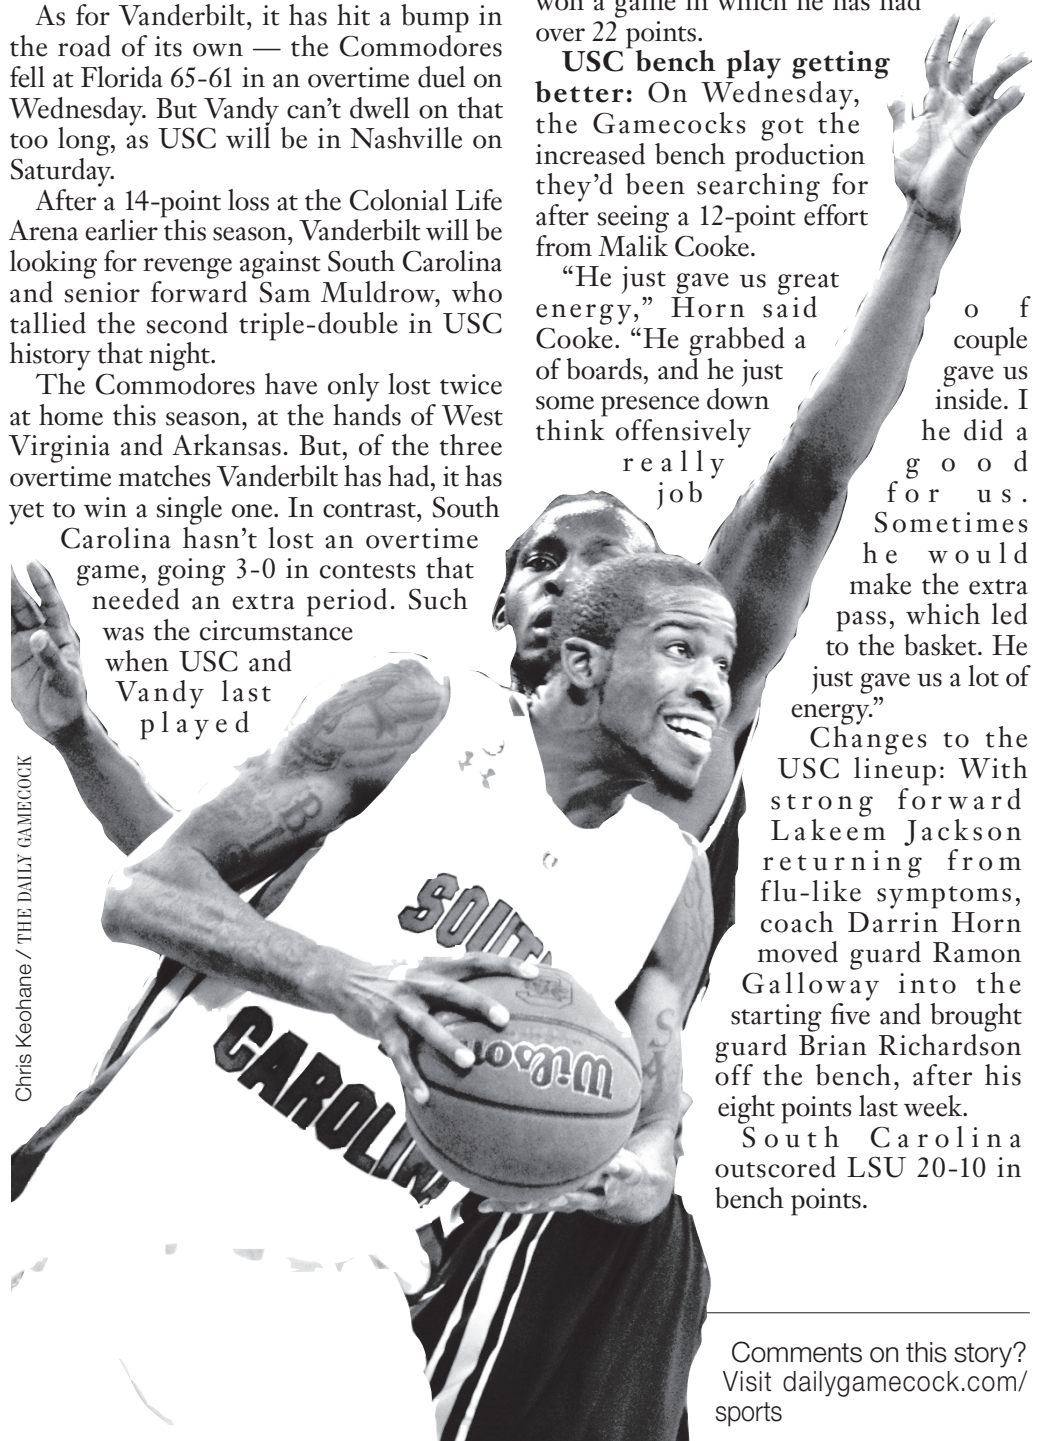 As for Vanderbilt, it has hit a bump in
the road of its own — the Commodores
fell at Florida 65-61 in an overtime duel on
Wednesday. But Vandy can’t dwell on that
too long, as USC will be in Nashville on
Saturday.
After a 14-point loss at the Colonial Life
Arena earlier this season, Vanderbilt will be
looking for revenge against South Carolina
and senior forward Sam Muldrow, who
tallied the second triple-double in USC
history that night.
The Commodores have only lost twice
at home this season, at the hands of West
Virginia and Arkansas. But, of the three
overtime matches Vanderbilt has had, it has
yet to win a single one. In contrast, South
Carolina hasn’t lost an overtime
game, going 3-0 in contests that
needed an extra period. Such
was the circumstance
when USC and
Vandy last
played
won a game in which he has had
over 22 points.
USC bench play getting
better: On Wednesday,
the Gamecocks got the
increased bench production
they’d been searching for
after seeing a 12-point effort
from Malik Cooke.
“He just gave us great
energy,” Horn said of
Cooke. “He grabbed a couple
of boards, and he just gave us
some presence down inside. I
think offensively he did a
really good
job for us.
Sometimes
he would
make the extra
pass, which led
to the basket. He
just gave us a lot of
energy.”
Changes to the
USC lineup: With
strong forward
Lakeem Jackson
returning from
flu-like symptoms,
coach Darrin Horn
moved guard Ramon
Galloway into the
starting five and brought
guard Brian Richardson
off the bench, after his
eight points last week.
South Carolina
outscored LSU 20-10 in
bench points.
Comments on this story?
Visit dailygamecock.com/
sports
Chris Keohane / THE DAILY GAMECOCK
SOUTH
CAROLINA
Wilson